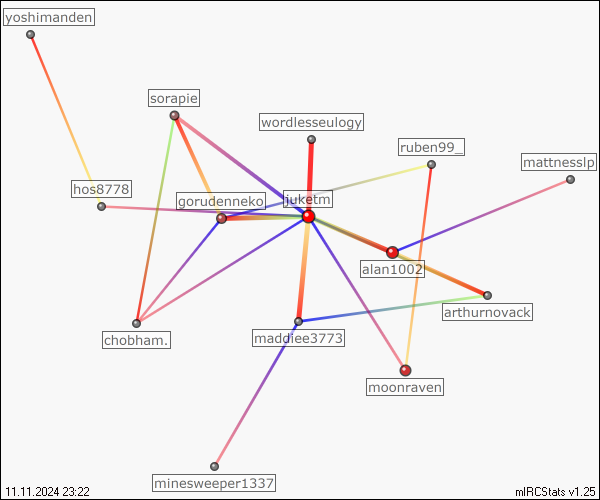 yoshimanden
sorapie
wordlesseulogy
ruben99_
mattnesslp
hos8778
gorudenneko
juketm
alan1002
arthurnovack
chobham.
maddiee3773
moonraven
minesweeper1337
11.11.2024 23:22
mIRCStats v1.25